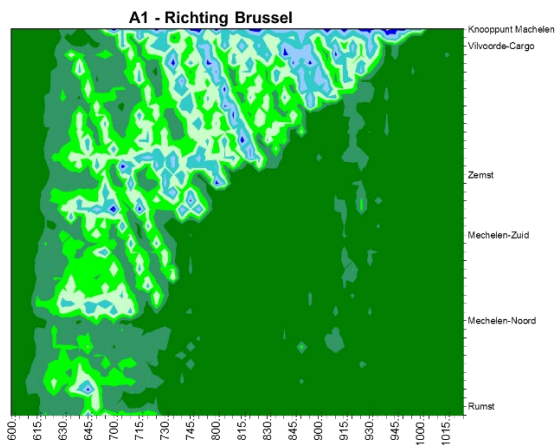 A1 - Richting Brussel
Knooppunt Machelen
Vilvoorde-Cargo
Zemst
Mechelen-Zuid
Mechelen-Noord
Rumst
600 615 630 645 700 715 730 745 800 815 830 845 900 915 930 945 1000 1015